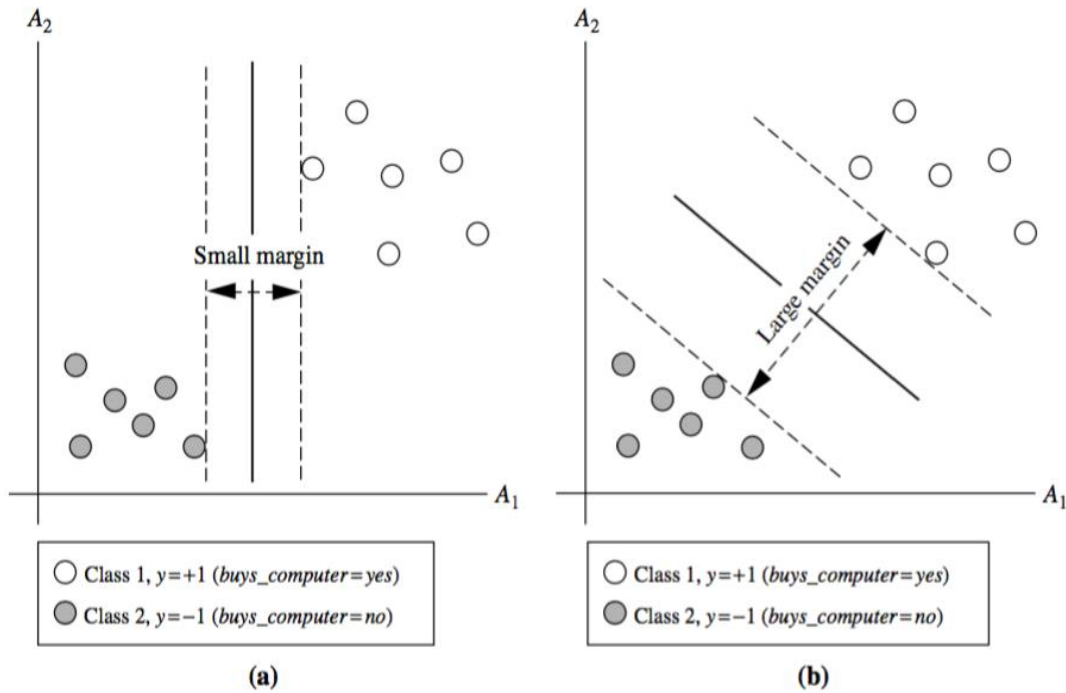 A₂
Small margin
A₁
Class 1, y=+1 (buys_computer=yes)
Class 2, y=−1 (buys_computer=no)
(a)
A₂
Large margin
A₁
Class 1, y=+1 (buys_computer=yes)
Class 2, y=−1 (buys_computer=no)
(b)